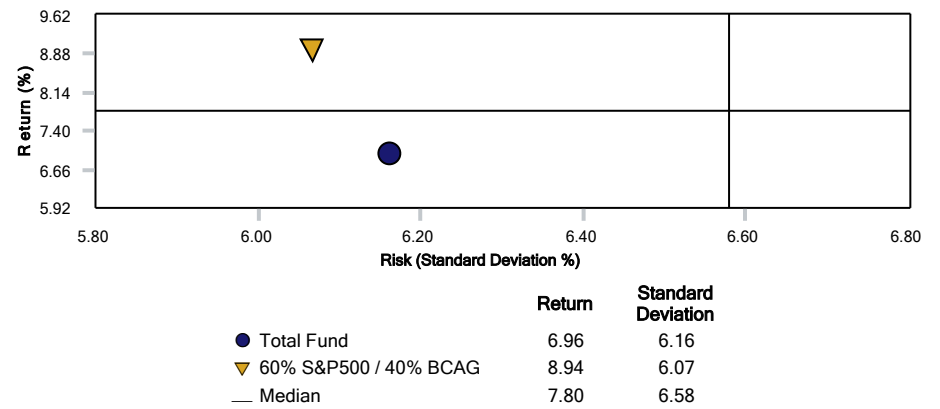 9.62
8.88
8.14
7.40
6.66
5.92
Return (%)
5.80 6.00 6.20 6.40 6.60 6.80
Risk (Standard Deviation %)
Return Standard Deviation
Total Fund 6.96 6.16
60% S&P500 / 40% BCAG 8.94 6.07
Median 7.80 6.58